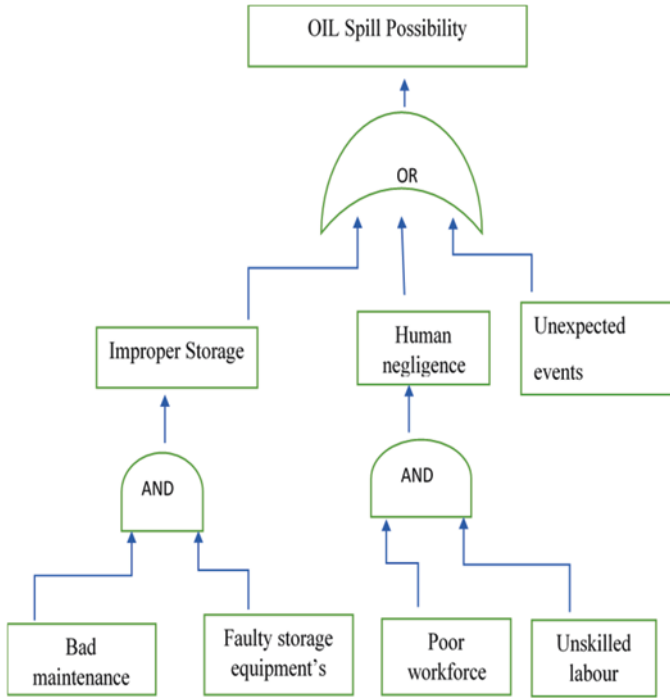 OIL Spill Possibility
OR
Improper Storage
Human
negligence
Unexpected
events
AND
AND
Bad
maintenance
Faulty storage
equipment's
Poor
workforce
Unskilled
labour